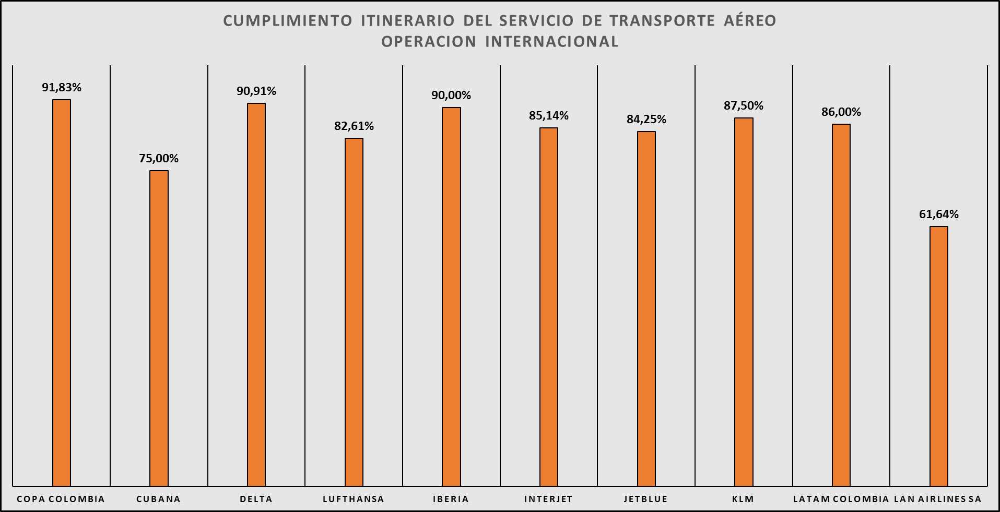 CUMPLIMIENTO ITINERARIO DEL SERVICIO DE TRANSPORTE AÉREO
OPERACION INTERNACIONAL
91,83%
75,00%
90,91%
82,61%
90,00%
85,14%
84,25%
87,50%
86,00%
61,64%
COPA COLOMBIA
CUBANA
DELTA
LUFTHANSA
IBERIA
INTERJET
JETBLUE
KLM
LATAM COLOMBIA
LAN AIRLINES SA